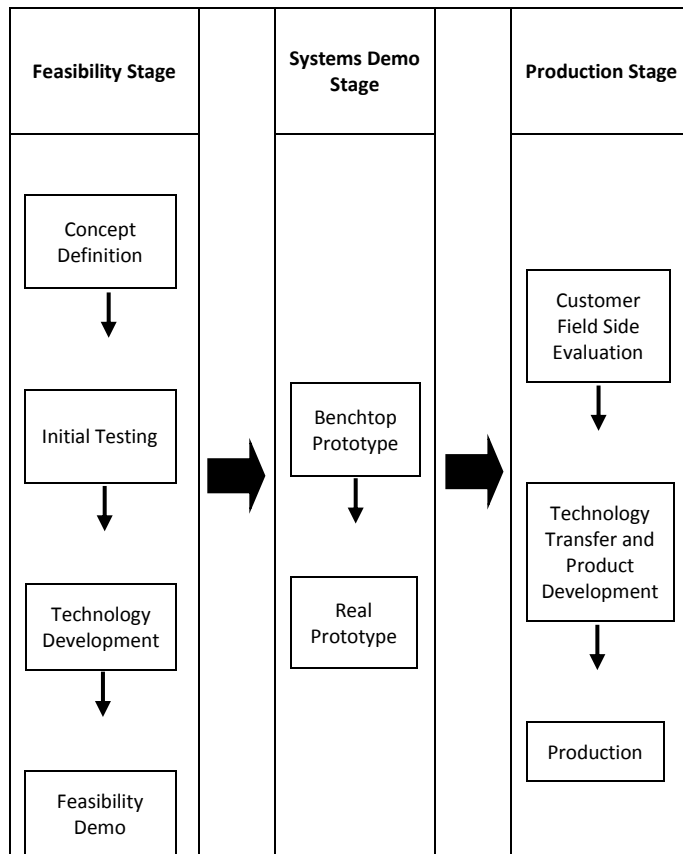 Feasibility Stage
Systems Demo
Stage
Production Stage
Concept
Definition
Initial Testing
Technology
Development
Feasibility
Demo
Benchtop
Prototype
Real
Prototype
Customer
Field Side
Evaluation
Technology
Transfer and
Product
Development
Production